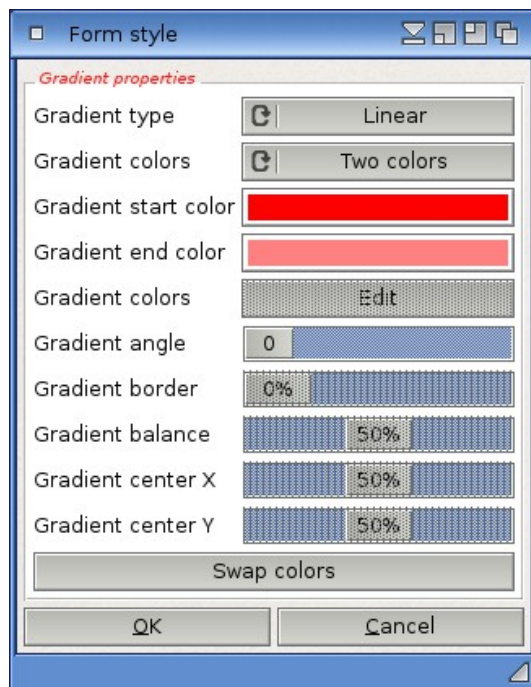 Form style
Gradient properties
Gradient type Linear
Gradient colors Two colors
Gradient start color
Gradient end color
Gradient colors Edit
Gradient angle 0
Gradient border 0%
Gradient balance 50%
Gradient center X 50%
Gradient center Y 50%
Swap colors
OK Cancel